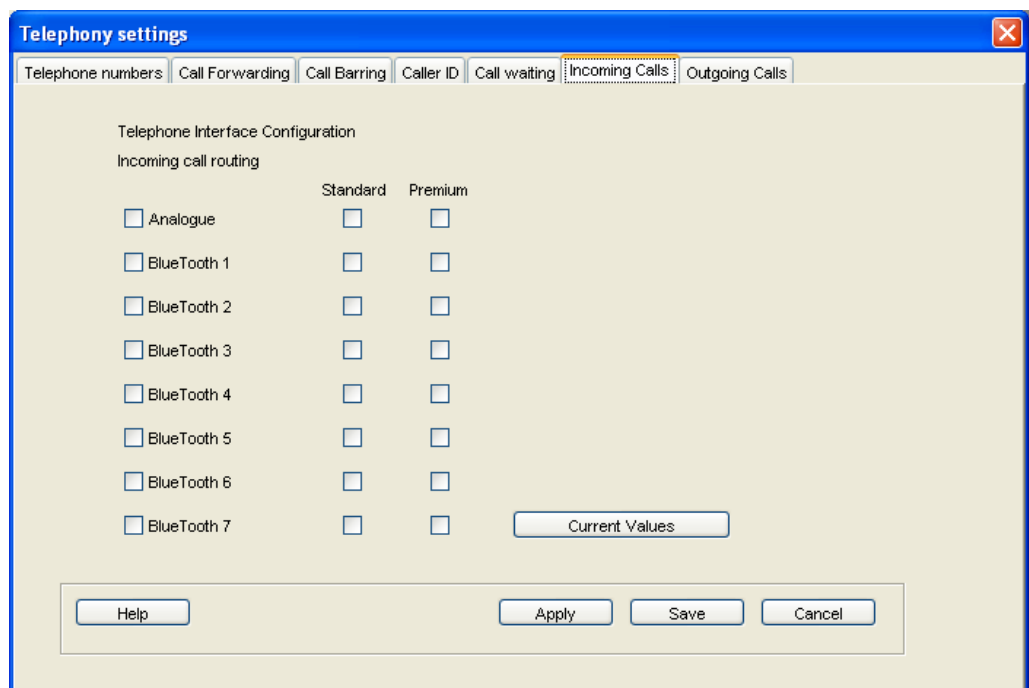 Telephony settings
Telephone numbers Call Forwarding Call Barring Caller ID Call waiting Incoming Calls Outgoing Calls
Telephone Interface Configuration
Incoming call routing
Standard Premium
Analogue
BlueTooth 1
BlueTooth 2
BlueTooth 3
BlueTooth 4
BlueTooth 5
BlueTooth 6
BlueTooth 7 Current Values
Help Apply Save Cancel